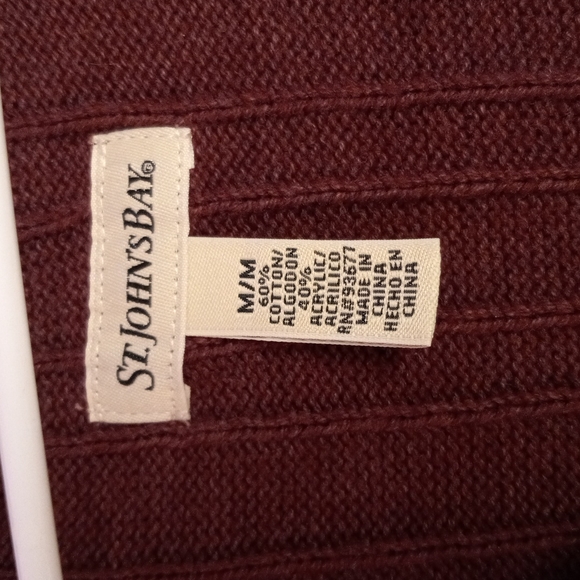 ST. JOHN'S BAY®
M/M
60%
COTTON/
ALGODON
40%
ACRYLIC/
ACRILICO
RN#93677
MADE IN
CHINA
HECHO EN
CHINA